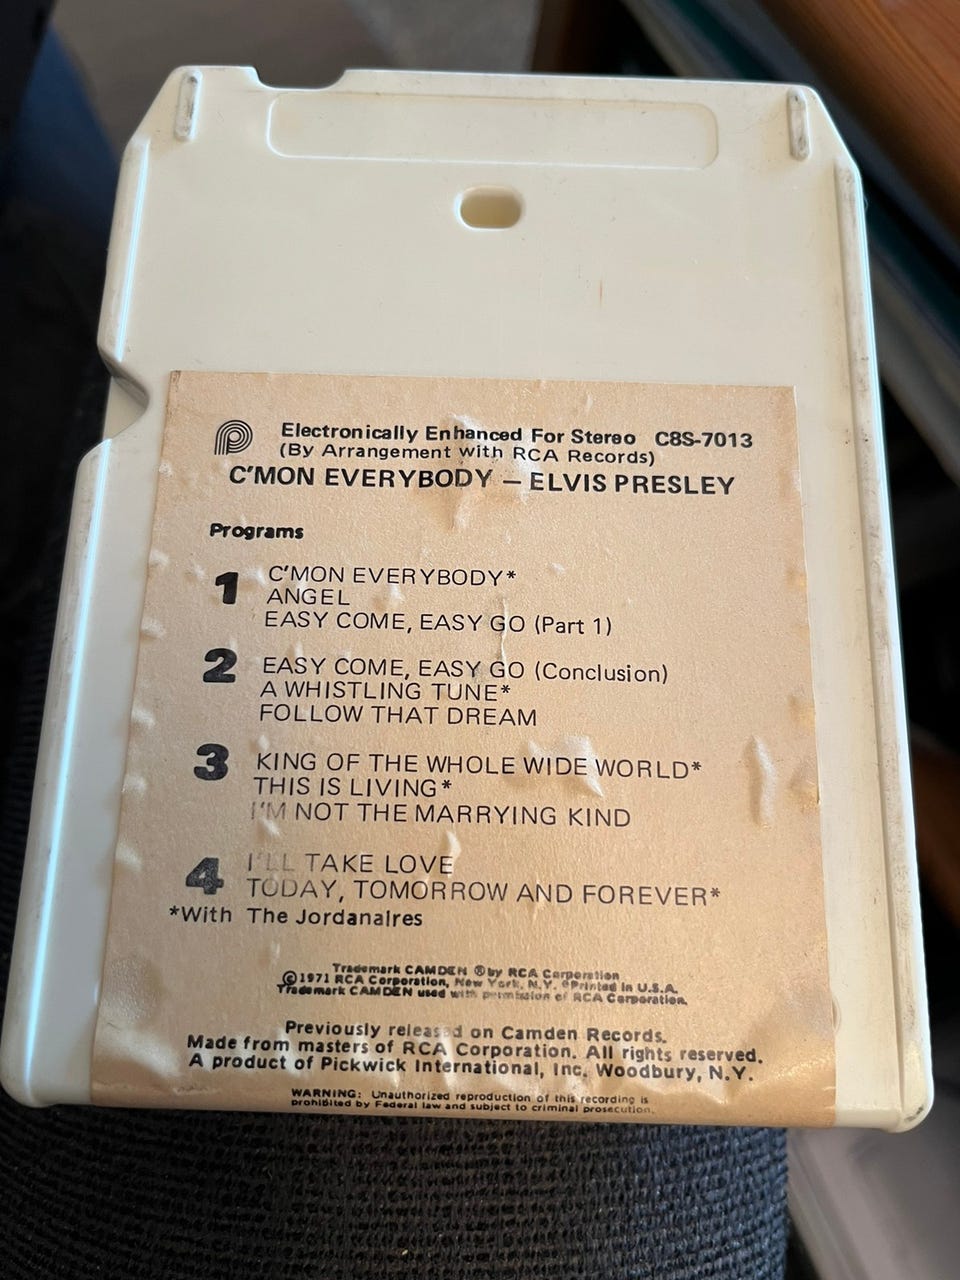 Electronically Enhanced For Stereo C8S-7013
(By Arrangement with RCA Records)
C'MON EVERYBODY – ELVIS PRESLEY
Programs
1 C'MON EVERYBODY*
ANGEL
EASY COME, EASY GO (Part 1)
2 EASY COME, EASY GO (Conclusion)
A WHISTLING TUNE*
FOLLOW THAT DREAM
3 KING OF THE WHOLE WIDE WORLD*
THIS IS LIVING*
I'M NOT THE MARRYING KIND
4 I'LL TAKE LOVE
TODAY, TOMORROW AND FOREVER*
*With The Jordanaires
Trademark CAMDEN ® by RCA Corporation
©1971 RCA Corporation, New York, N.Y. ®Printed in U.S.A.
Trademark CAMDEN used with permission of RCA Corporation.
Previously released on Camden Records.
Made from masters of RCA Corporation. All rights reserved.
A product of Pickwick International, Inc. Woodbury, N.Y.
WARNING: Unauthorized reproduction of this recording is
prohibited by Federal law and subject to criminal prosecution.